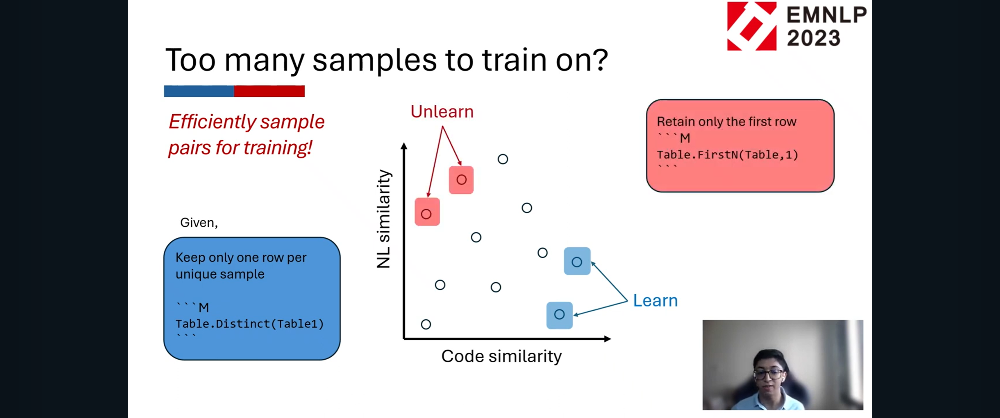 EMNLP
2023
Too many samples to train on?
Efficiently sample
pairs for training!
Given,
Keep only one row per
unique sample
```M
Table.Distinct(Table1)
```
Unlearn
NL similarity
Code similarity
Learn
Retain only the first row
```M
Table.FirstN(Table,1)
```